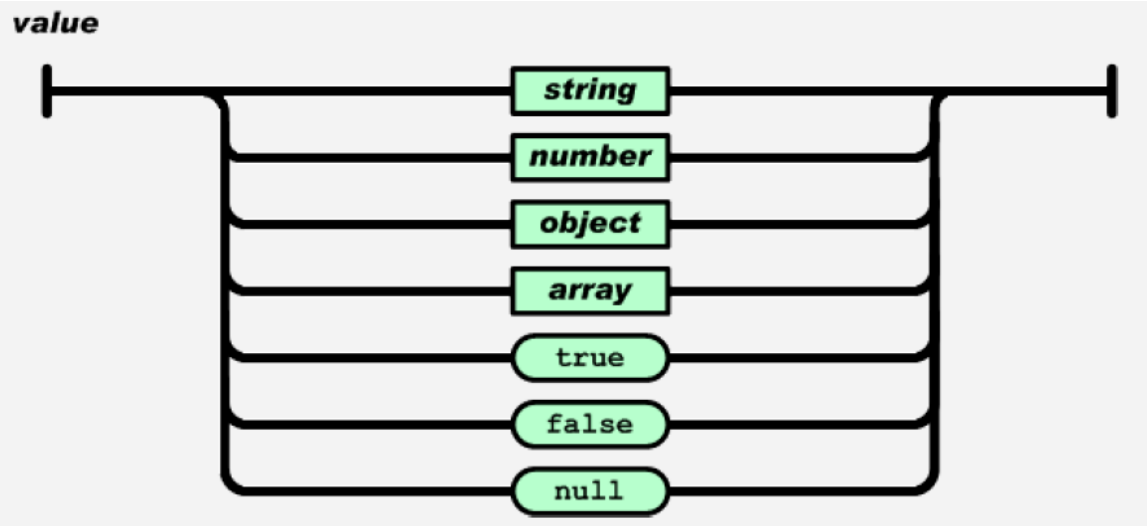 value
string
number
object
array
true
false
null